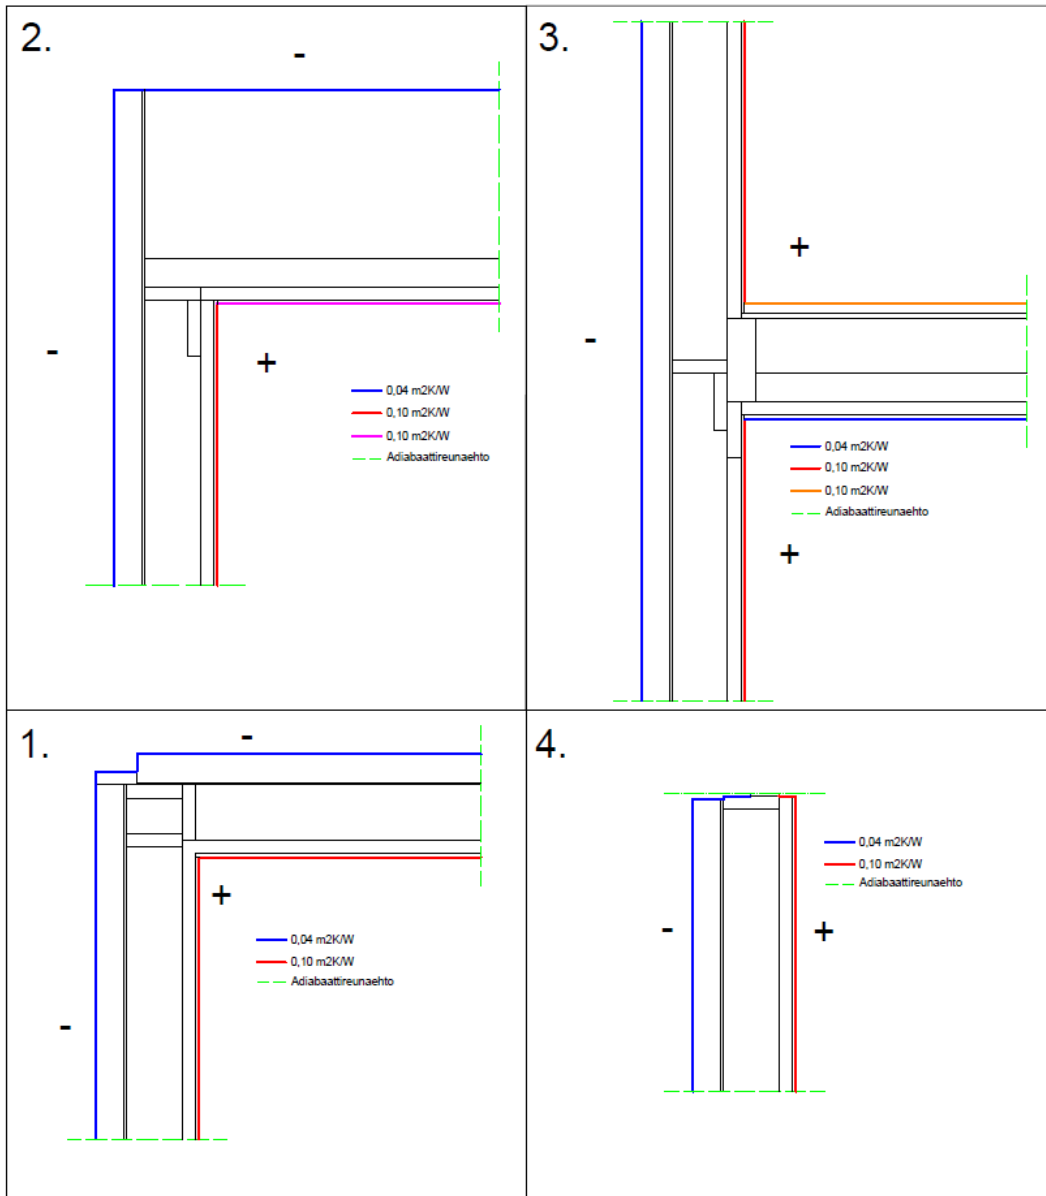 2.
-
-
+
0,04 m2K/W
0,10 m2K/W
0,10 m2K/W
Adiabaattireunaehto
3.
+
-
0,04 m2K/W
0,10 m2K/W
0,10 m2K/W
Adiabaattireunaehto
+
1.
-
+
0,04 m2K/W
0,10 m2K/W
Adiabaattireunaehto
-
4.
0,04 m2K/W
0,10 m2K/W
Adiabaattireunaehto
-
+